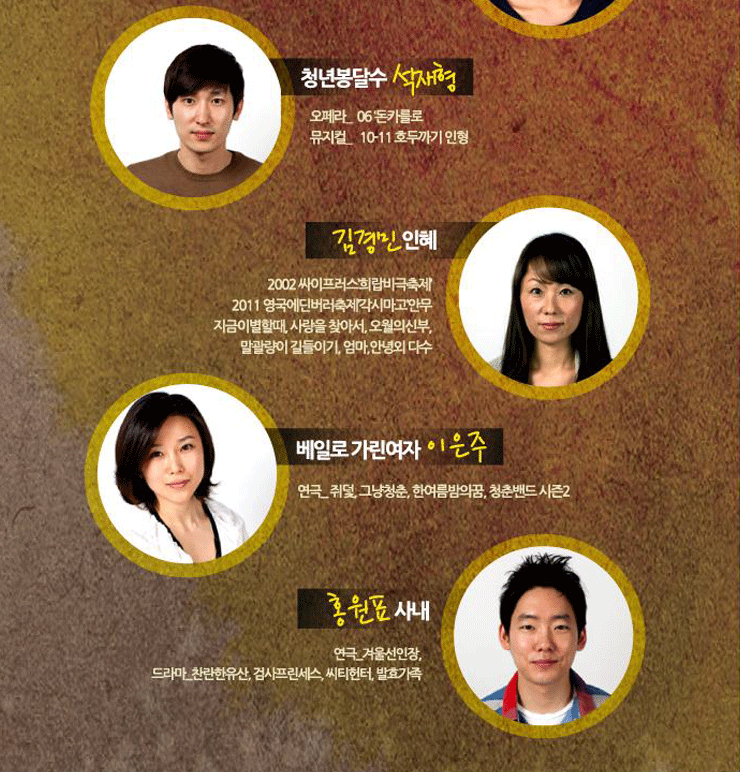 청년봉달수 석재형
오페라_ 06 '돈카를로
뮤지컬_ 10-11 호두까기 인형
김경민 인혜
2002 싸이프러스'희랍비극축제'
2011 영국에딘버러축제'각시마고'안무
지금이별할때, 사랑을 찾아서, 오월의신부,
말괄량이 길들이기, 엄마,안녕외 다수
베일로 가린여자 이은주
연극_ 쥐덫, 그냥청춘, 한여름밤의꿈, 청춘밴드 시즌2
홍원표 사내
연극_겨울선인장,
드라마_찬란한유산, 검사프린세스, 씨티헌터, 발효가족